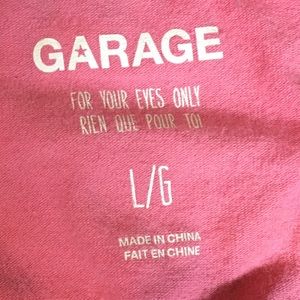 GARAGE
FOR YOUR EYES ONLY
RIEN QUE POUR TOI
L/G
MADE IN CHINA
FAIT EN CHINE